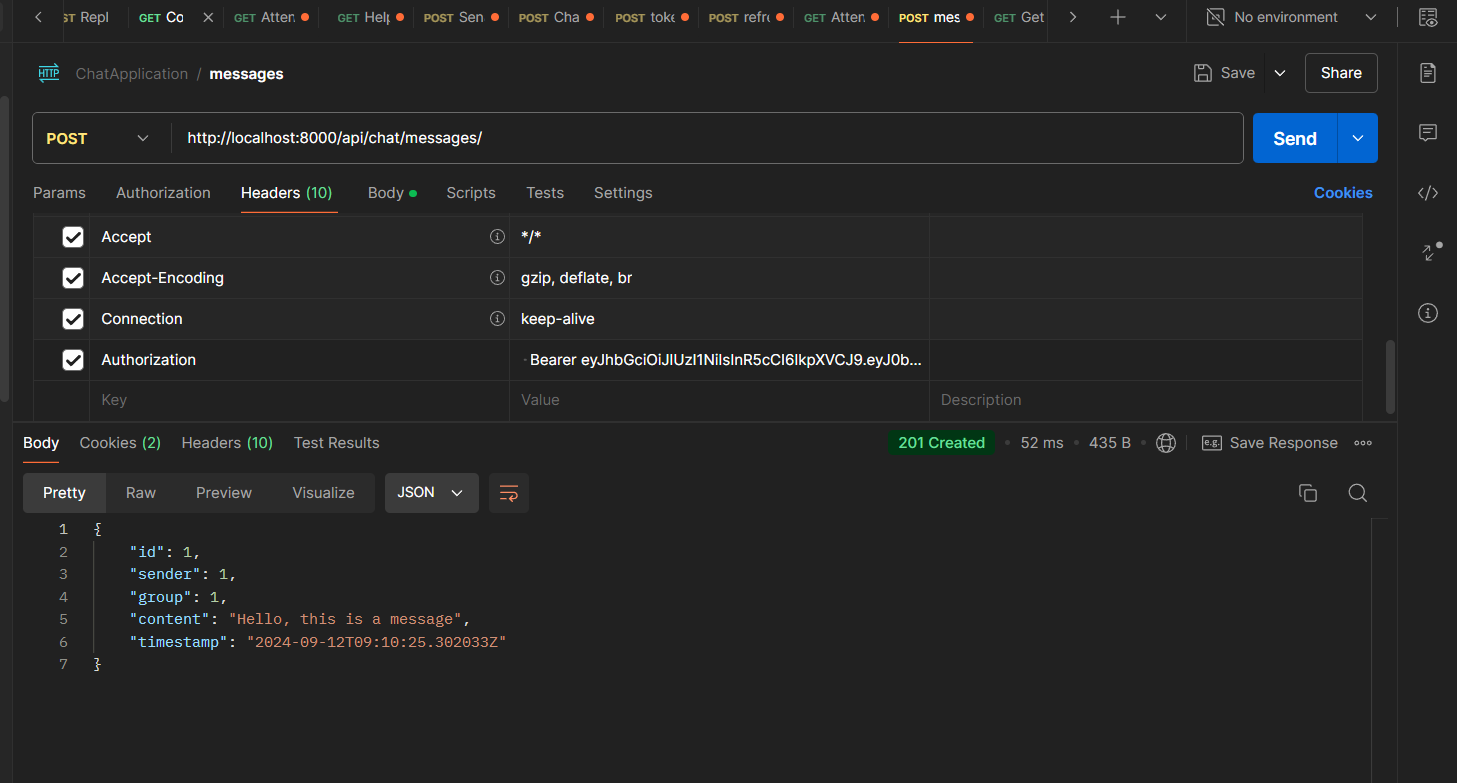 ST Repl GET Co GET Atten GET Help POST Sen POST Cha POST toke POST refre GET Atten POST mes GET Get No environment
HTTP ChatApplication / messages Save Share
POST http://localhost:8000/api/chat/messages/ Send
Params Authorization Headers (10) Body Scripts Tests Settings Cookies
Accept */*
Accept-Encoding gzip, deflate, br
Connection keep-alive
Authorization Bearer eyJhbGciOiJIUzI1NiIsInR5cCI6IkpXVCJ9.eyJ0b...
Key Value Description
Body Cookies (2) Headers (10) Test Results 201 Created 52 ms 435 B e.g. Save Response
Pretty Raw Preview Visualize JSON
1 {
2 "id": 1,
3 "sender": 1,
4 "group": 1,
5 "content": "Hello, this is a message",
6 "timestamp": "2024-09-12T09:10:25.302033Z"
7 }